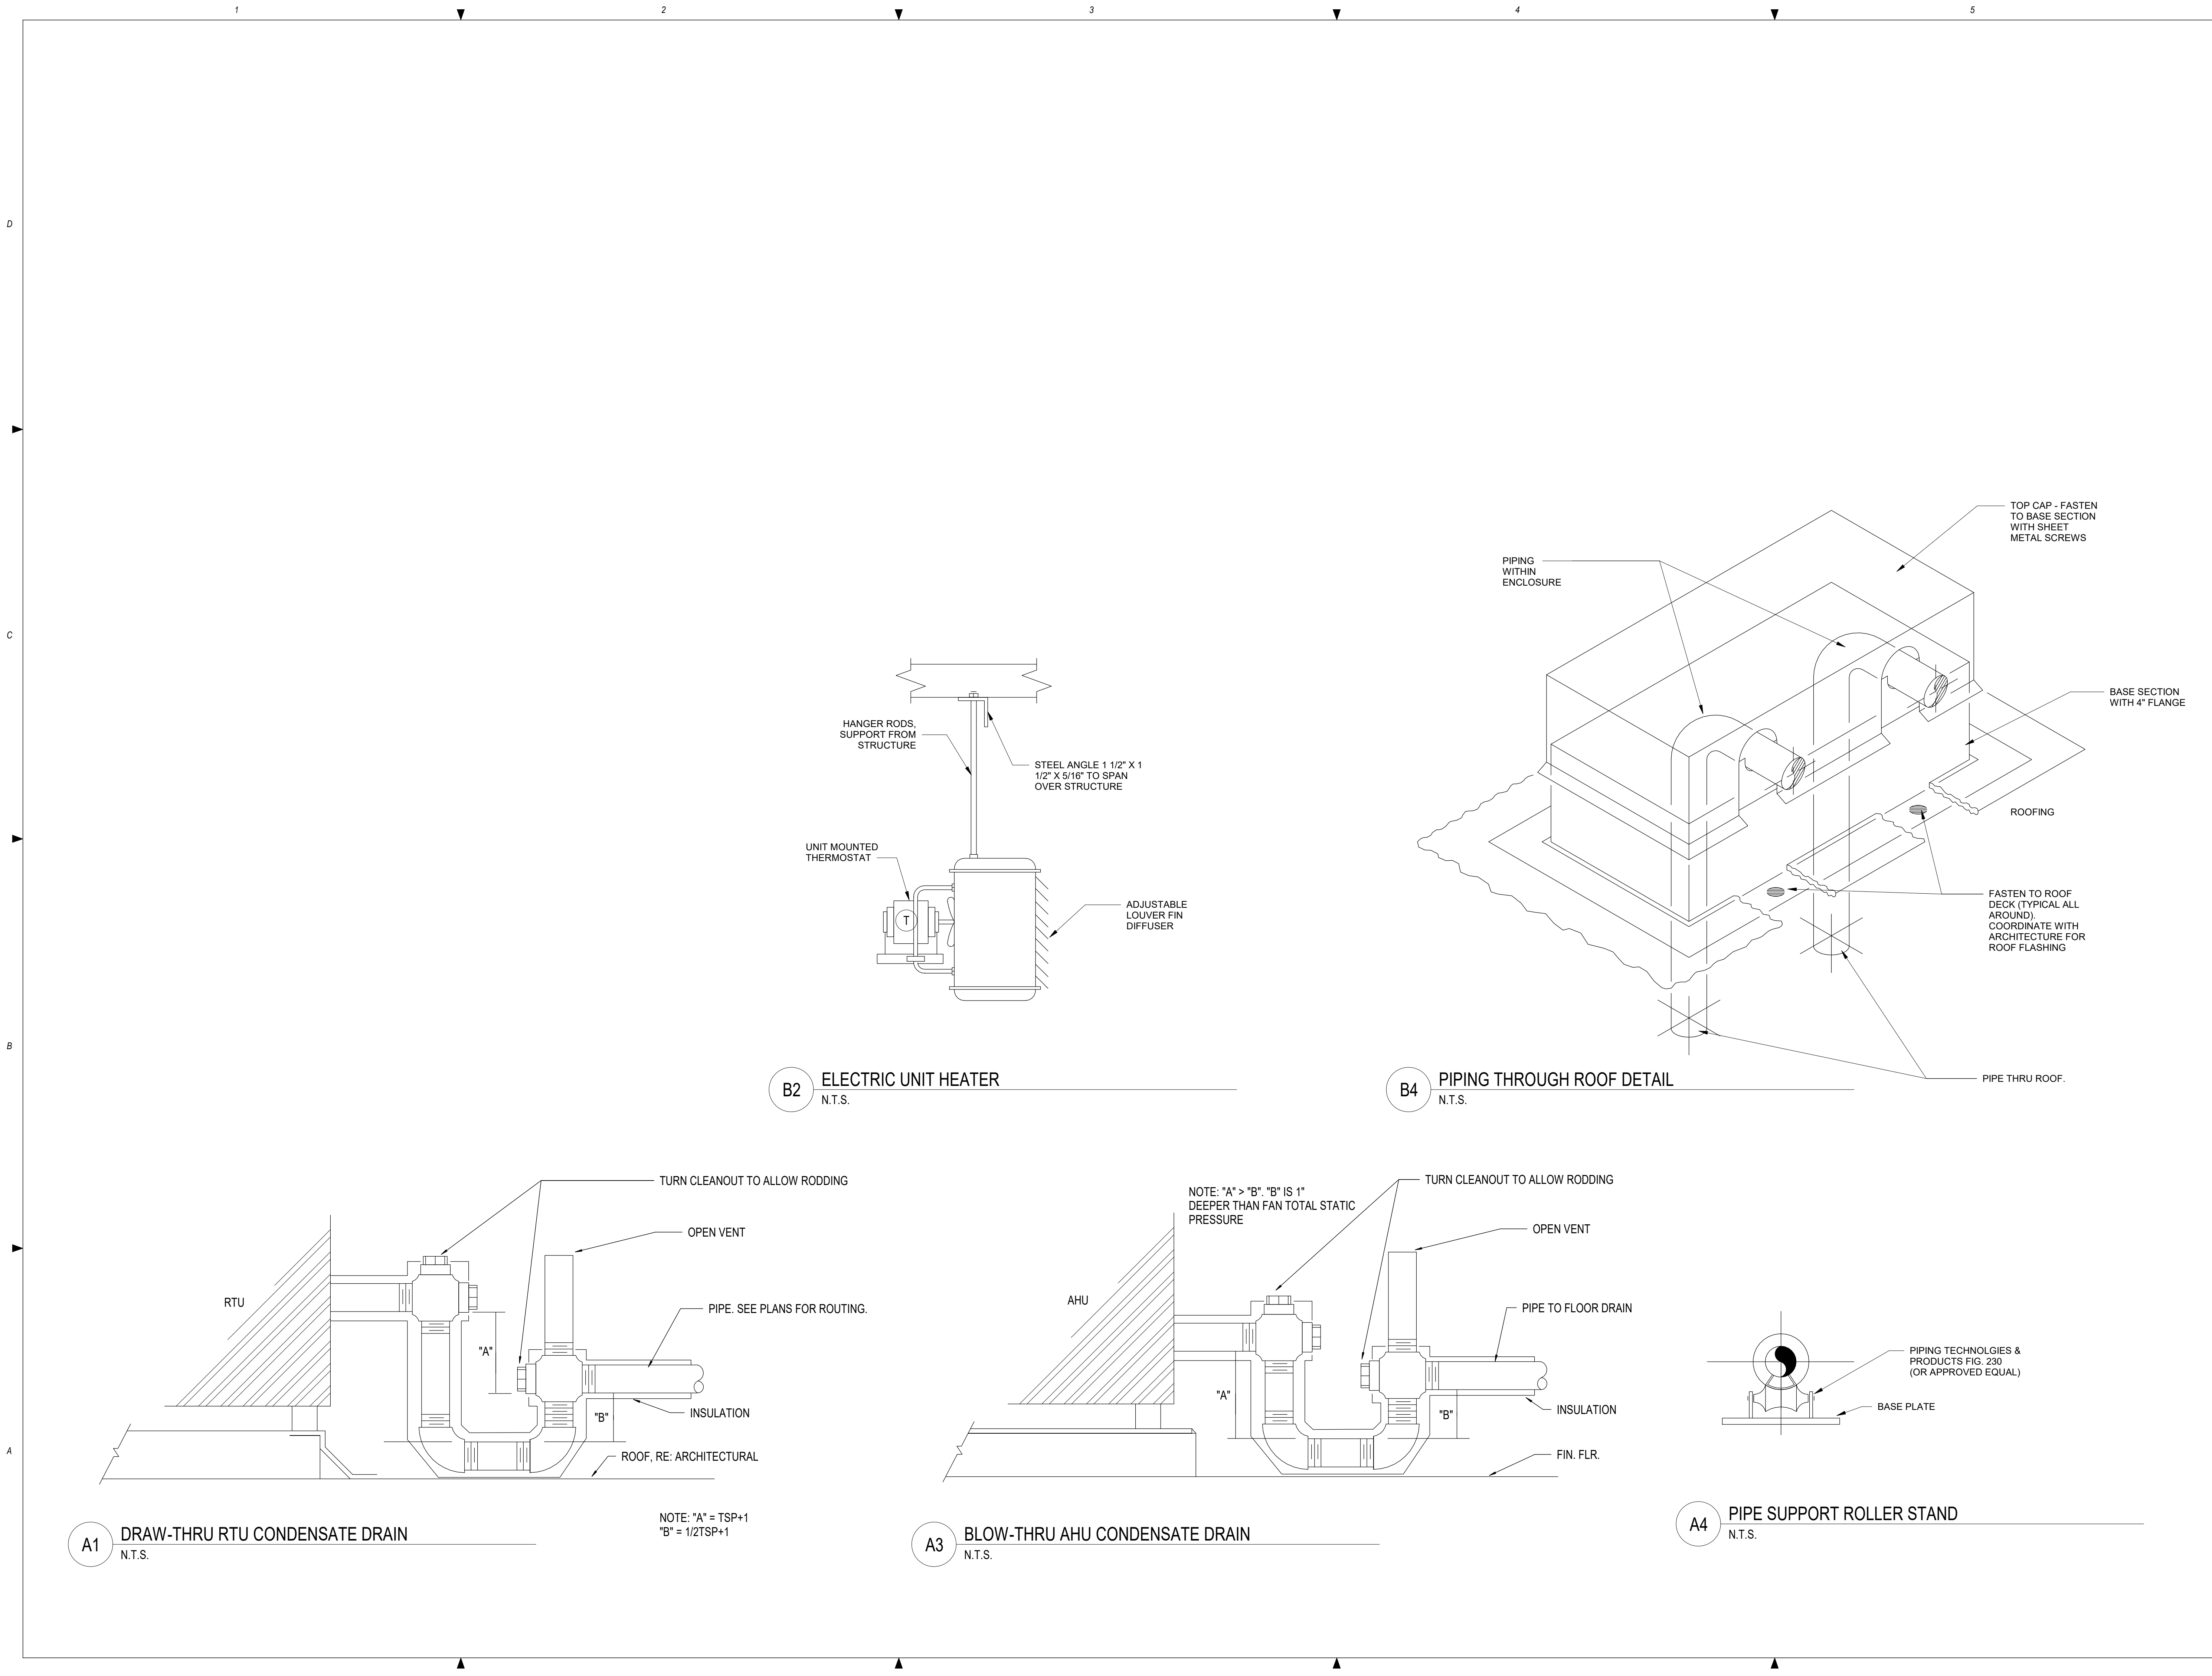 1
2
3
4
5
D
C
B
A
TOP CAP - FASTEN
TO BASE SECTION
WITH SHEET
METAL SCREWS
PIPING
WITHIN
ENCLOSURE
BASE SECTION
WITH 4" FLANGE
ROOFING
FASTEN TO ROOF
DECK (TYPICAL ALL
AROUND).
COORDINATE WITH
ARCHITECTURE FOR
ROOF FLASHING
PIPE THRU ROOF.
B4
PIPING THROUGH ROOF DETAIL
N.T.S.
HANGER RODS,
SUPPORT FROM
STRUCTURE
STEEL ANGLE 1 1/2" X 1
1/2" X 5/16" TO SPAN
OVER STRUCTURE
UNIT MOUNTED
THERMOSTAT
T
ADJUSTABLE
LOUVER FIN
DIFFUSER
B2
ELECTRIC UNIT HEATER
N.T.S.
TURN CLEANOUT TO ALLOW RODDING
OPEN VENT
RTU
PIPE. SEE PLANS FOR ROUTING.
"A"
"B"
INSULATION
ROOF, RE: ARCHITECTURAL
NOTE: "A" = TSP+1
"B" = 1/2TSP+1
A1
DRAW-THRU RTU CONDENSATE DRAIN
N.T.S.
NOTE: "A" > "B". "B" IS 1"
DEEPER THAN FAN TOTAL STATIC
PRESSURE
TURN CLEANOUT TO ALLOW RODDING
OPEN VENT
AHU
PIPE TO FLOOR DRAIN
"A"
"B"
INSULATION
FIN. FLR.
A3
BLOW-THRU AHU CONDENSATE DRAIN
N.T.S.
PIPING TECHNOLGIES &
PRODUCTS FIG. 230
(OR APPROVED EQUAL)
BASE PLATE
A4
PIPE SUPPORT ROLLER STAND
N.T.S.